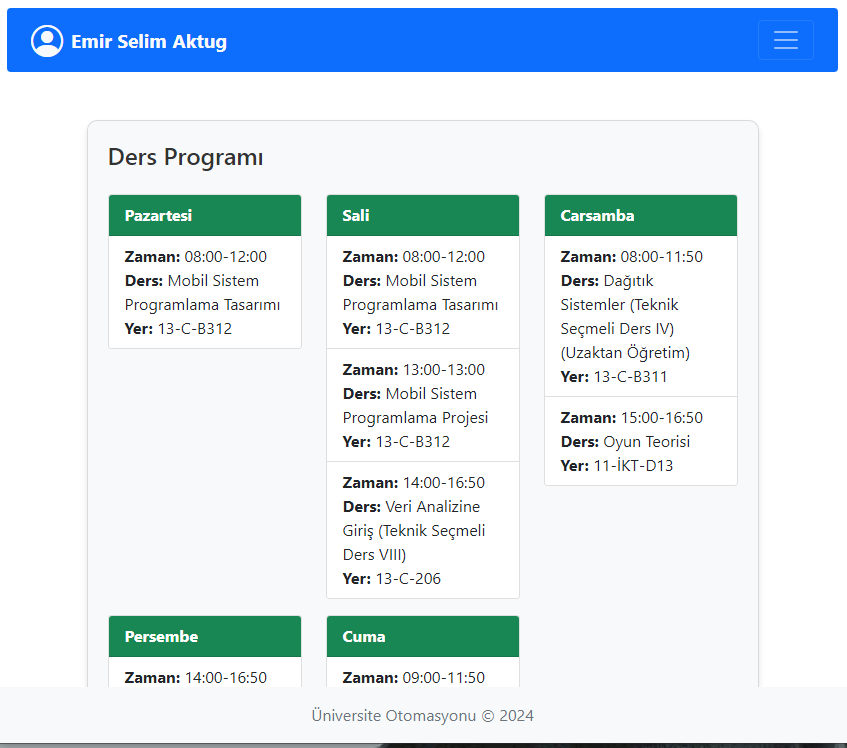 Emir Selim Aktug
Ders Programı
Pazartesi
Zaman: 08:00-12:00
Ders: Mobil Sistem
Programlama Tasarımı
Yer: 13-C-B312
Sali
Zaman: 08:00-12:00
Ders: Mobil Sistem
Programlama Tasarımı
Yer: 13-C-B312
Zaman: 13:00-13:00
Ders: Mobil Sistem
Programlama Projesi
Yer: 13-C-B312
Zaman: 14:00-16:50
Ders: Veri Analizine
Giriş (Teknik Seçmeli
Ders VIII)
Yer: 13-C-206
Carsamba
Zaman: 08:00-11:50
Ders: Dağıtık
Sistemler (Teknik
Seçmeli Ders IV)
(Uzaktan Öğretim)
Yer: 13-C-B311
Zaman: 15:00-16:50
Ders: Oyun Teorisi
Yer: 11-İKT-D13
Persembe
Zaman: 14:00-16:50
Cuma
Zaman: 09:00-11:50
Üniversite Otomasyonu © 2024